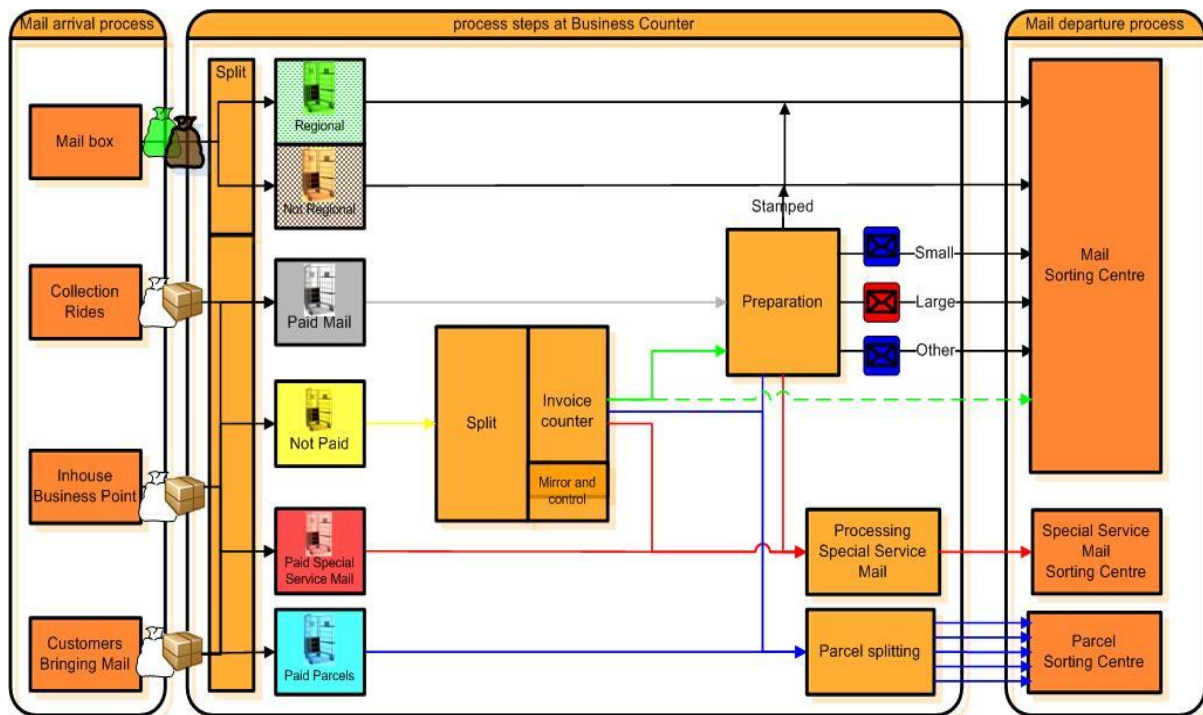 Mail arrival process
process steps at Business Counter
Mail departure process
Mail box
Collection
Rides
Inhouse
Business Point
Customers
Bringing Mail
Split
Regional
Not Regional
Paid Mail
Not Paid
Paid Special
Service Mail
Paid Parcels
Split
Invoice
counter
Mirror and
control
Stamped
Preparation
Small
Large
Other
Processing
Special Service
Mail
Parcel splitting
Mail
Sorting Centre
Special Service
Mail
Sorting Centre
Parcel
Sorting Centre